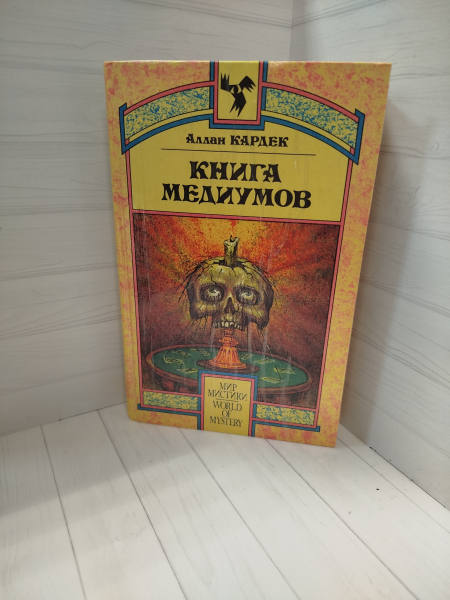 Аллан КАРДЕК
КНИГА
МЕДИУМОВ
МИР
МИСТИКИ
WORLD
OF
MYSTERY